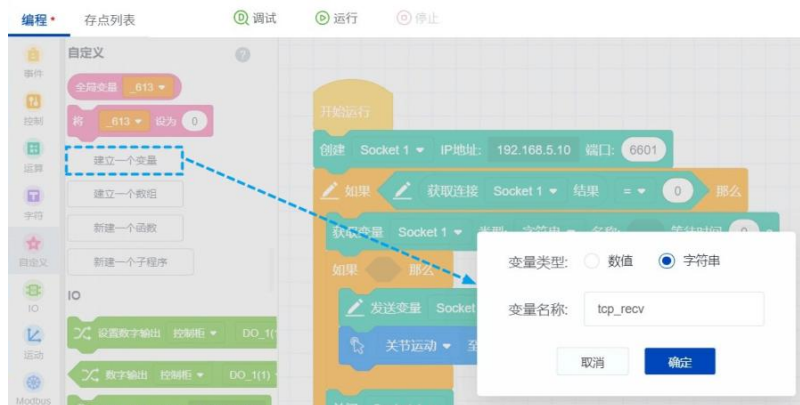 编程 存点列表 调试 运行 停止
事件
控制
运算
字符
自定义
IO
运动
Modbus
自定义
全局变量 _613
将 _613 设为 0
建立一个变量
建立一个数组
新建一个函数
新建一个子程序
IO
设置数字输出 控制柜 DO_1(1)
数字输出 控制柜 DO_1(1)
开始运行
创建 Socket 1 IP地址: 192.168.5.10 端口: 6601
如果 获取连接 Socket 1 结果 = 0 那么
获取变量 Socket 1 类型: 字符串 名称: 等待时间 0
如果 那么
发送变量 Socket
关节运动 至
变量类型: 数值 字符串
变量名称: tcp_recv
取消 确定